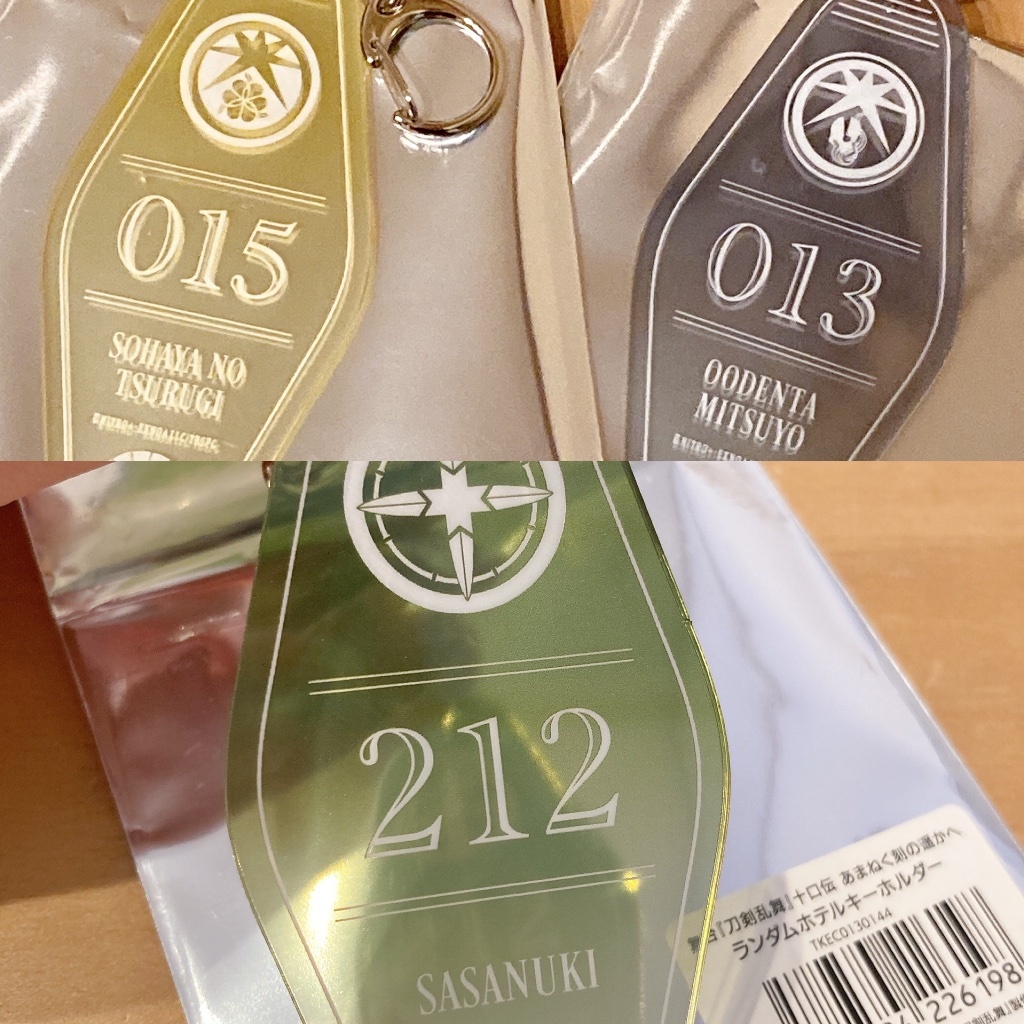 015
SOHAYA NO
TSURUGI
013
OODENTA
MITSUYO
212
SASANUKI
『刀剣乱舞』十口伝 あまねく刻の遥かへ
ランダムホテルキーホルダー
TKEC0130144
226198